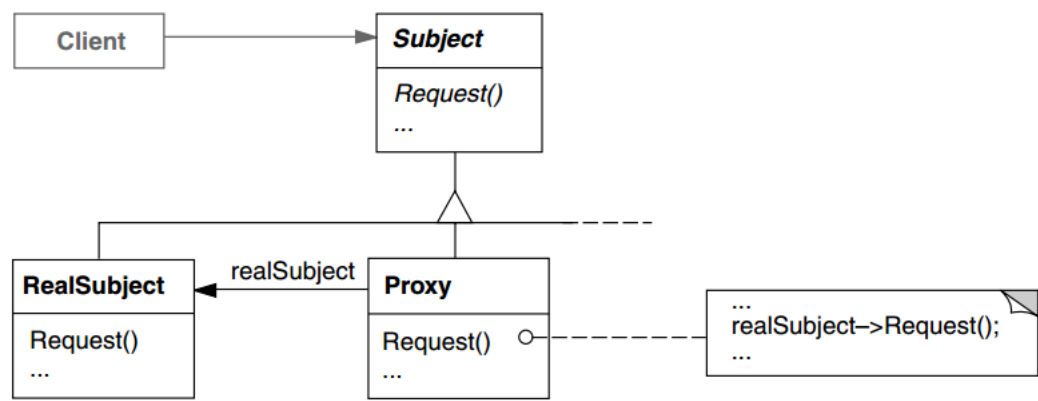 Client
Subject
Request()
...
RealSubject
Request()
...
realSubject
Proxy
Request()
...
...
realSubject–>Request();
...